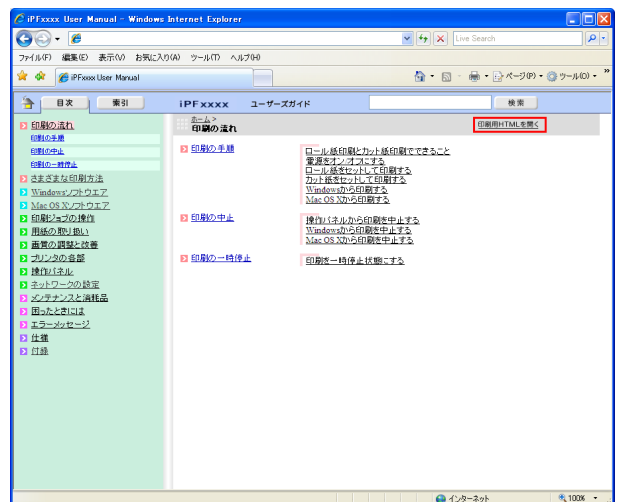 iPFxxxx User Manual - Windows Internet Explorer
Live Search
ファイル(F) 編集(E) 表示(V) お気に入り(A) ツール(T) ヘルプ(H)
iPFxxxx User Manual
ページ(P) ツール(O)
目次 索引 iPFxxxx ユーザーズガイド 検索
印刷の流れ
印刷の手順
印刷の中止
印刷の一時停止
さまざまな印刷方法
Windowsソフトウエア
Mac OS Xソフトウエア
印刷ジョブの操作
用紙の取り扱い
画質の調整と改善
プリンタの各部
操作パネル
ネットワークの設定
メンテナンスと消耗品
困ったときには
エラーメッセージ
仕様
付録
ホーム >
印刷の流れ
印刷用HTMLを開く
印刷の手順
ロール紙印刷とカット紙印刷でできること
電源をオン/オフにする
ロール紙をセットして印刷する
カット紙をセットして印刷する
Windowsから印刷する
Mac OS Xから印刷する
印刷の中止
操作パネルから印刷を中止する
Windowsから印刷を中止する
Mac OS Xから印刷を中止する
印刷の一時停止
印刷を一時停止状態にする
インターネット 100%